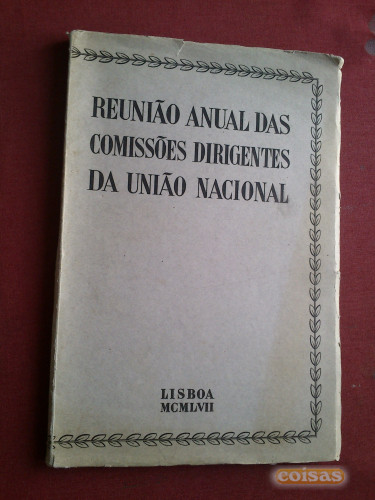 REUNIÃO ANUAL DAS
COMISSÕES DIRIGENTES
DA UNIÃO NACIONAL
LISBOA
MCMLVII
coisas